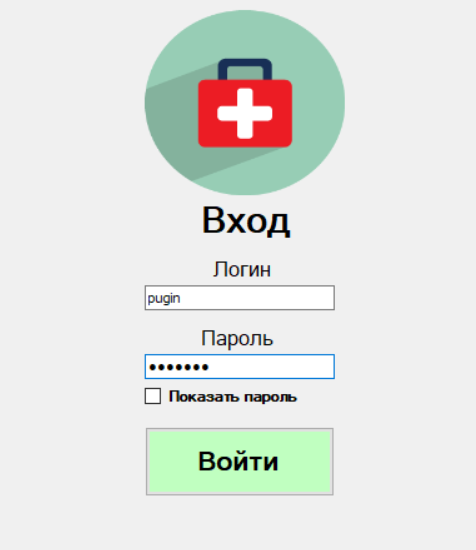 Вход
Логин
pugin
Пароль
•••••••
Показать пароль
Войти